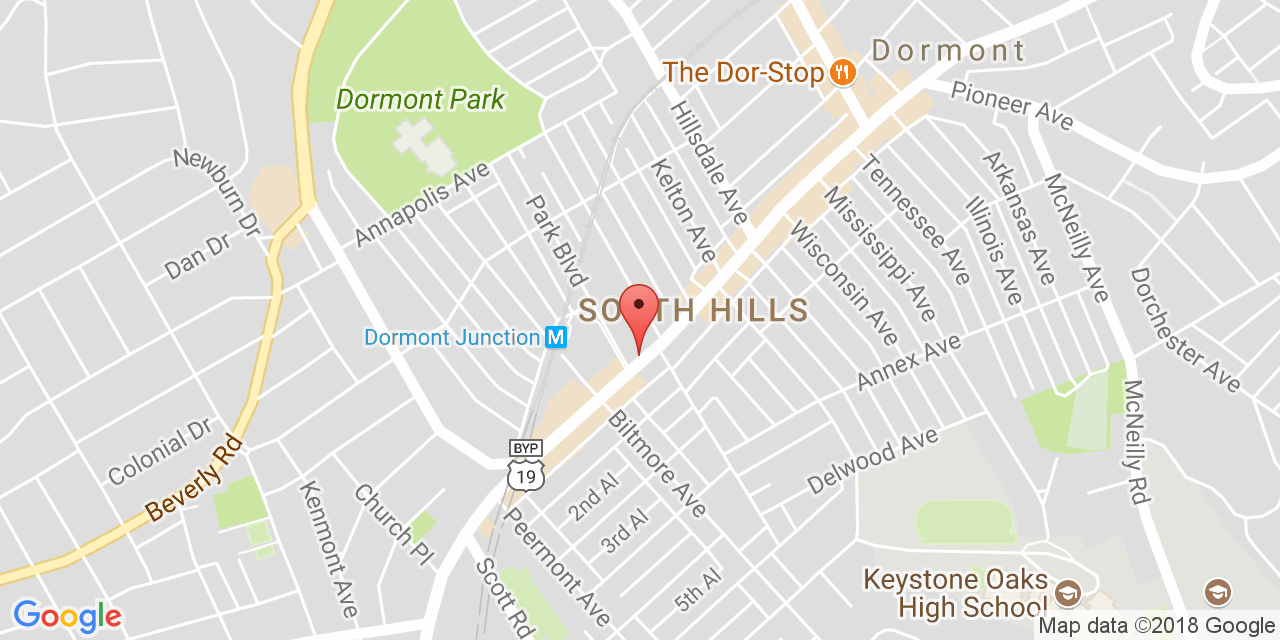 Dormont
The Dor-Stop
Pioneer Ave
Dormont Park
Hillsdale Ave
Newburn Dr
Annapolis Ave
Kelton Ave
Tennessee Ave
Arkansas Ave
McNeilly Ave
Mississippi Ave
Illinois Ave
Dan Dr
Park Blvd
Wisconsin Ave
Dorchester Ave
SOUTH HILLS
Dormont Junction
M
Annex Ave
McNeilly Rd
Colonial Dr
Beverly Rd
Biltmore Ave
Delwood Ave
BYP
19
2nd Al
Kenmont Ave
Church Pl
3rd Al
Peermont Ave
Scott Rd
5th Al
Keystone Oaks
High School
Google
Map data ©2018 Google